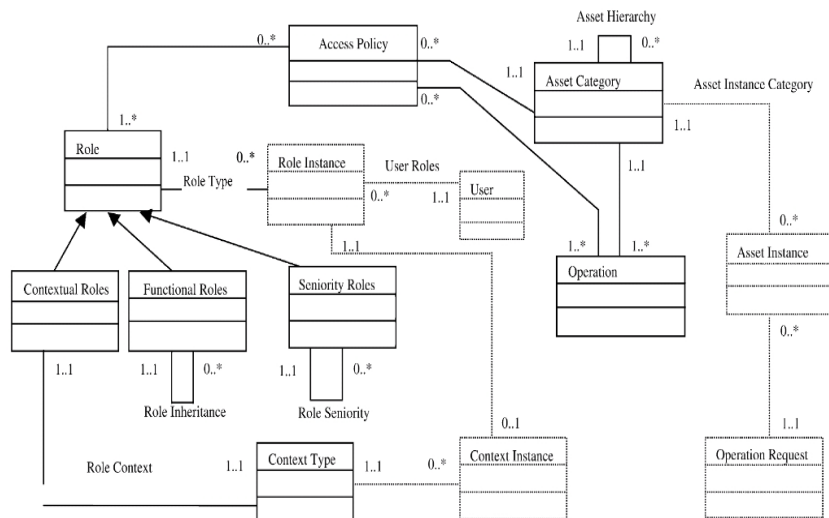 Asset Hierarchy
0..* Access Policy 0..* 1..1 0..*
1..1 Asset Category Asset Instance Category
0..*
1..* 1..1
Role 1..1 0..* Role Instance User Roles 1..1
Role Type 0..* 1..1 User
1..1 0..*
1..* 1..* Asset Instance
Contextual Roles Functional Roles Seniority Roles Operation
0..*
1..1 1..1 0..* 1..1 0..*
Role Inheritance Role Seniority
0..1 1..1
Role Context 1..1 Context Type 1..1 0..* Context Instance Operation Request